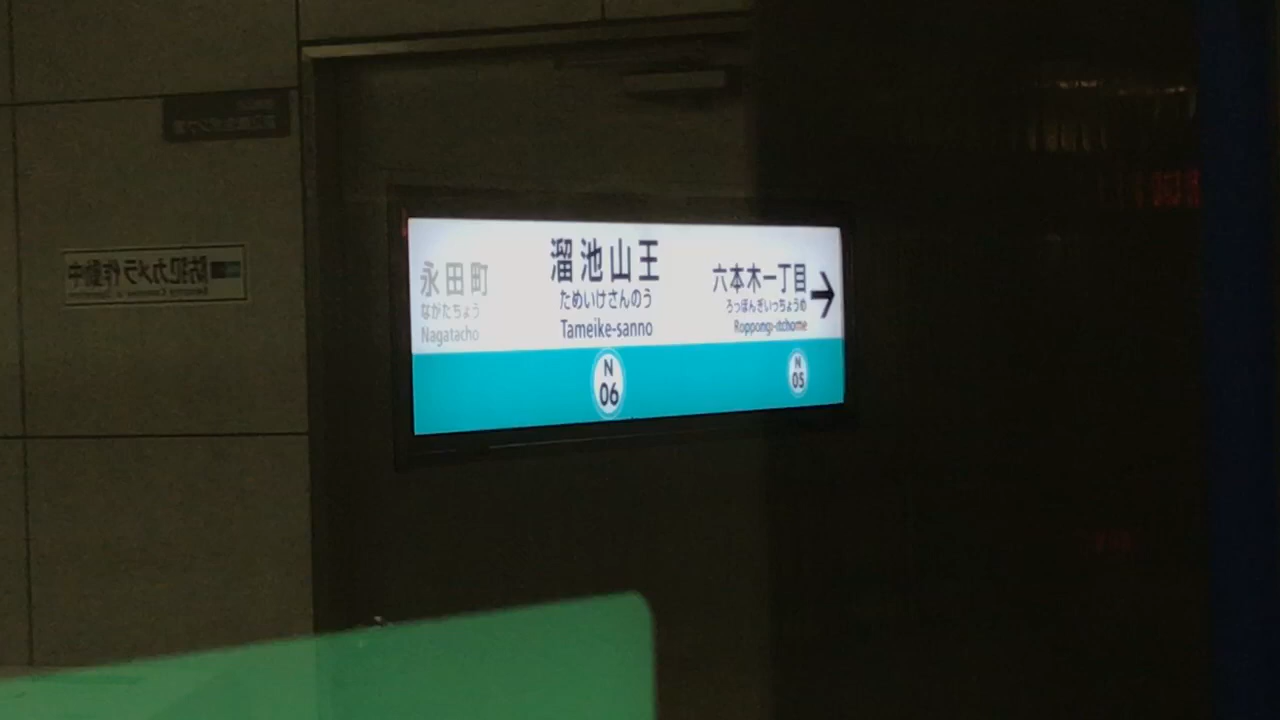 永田町
ながたちょう
Nagatacho
溜池山王
ためいけさんのう
Tameike-sanno
N
06
六本木一丁目
ろっぽんぎいっちょうめ
Roppongi-itchome
N
05
防犯カメラ作動中